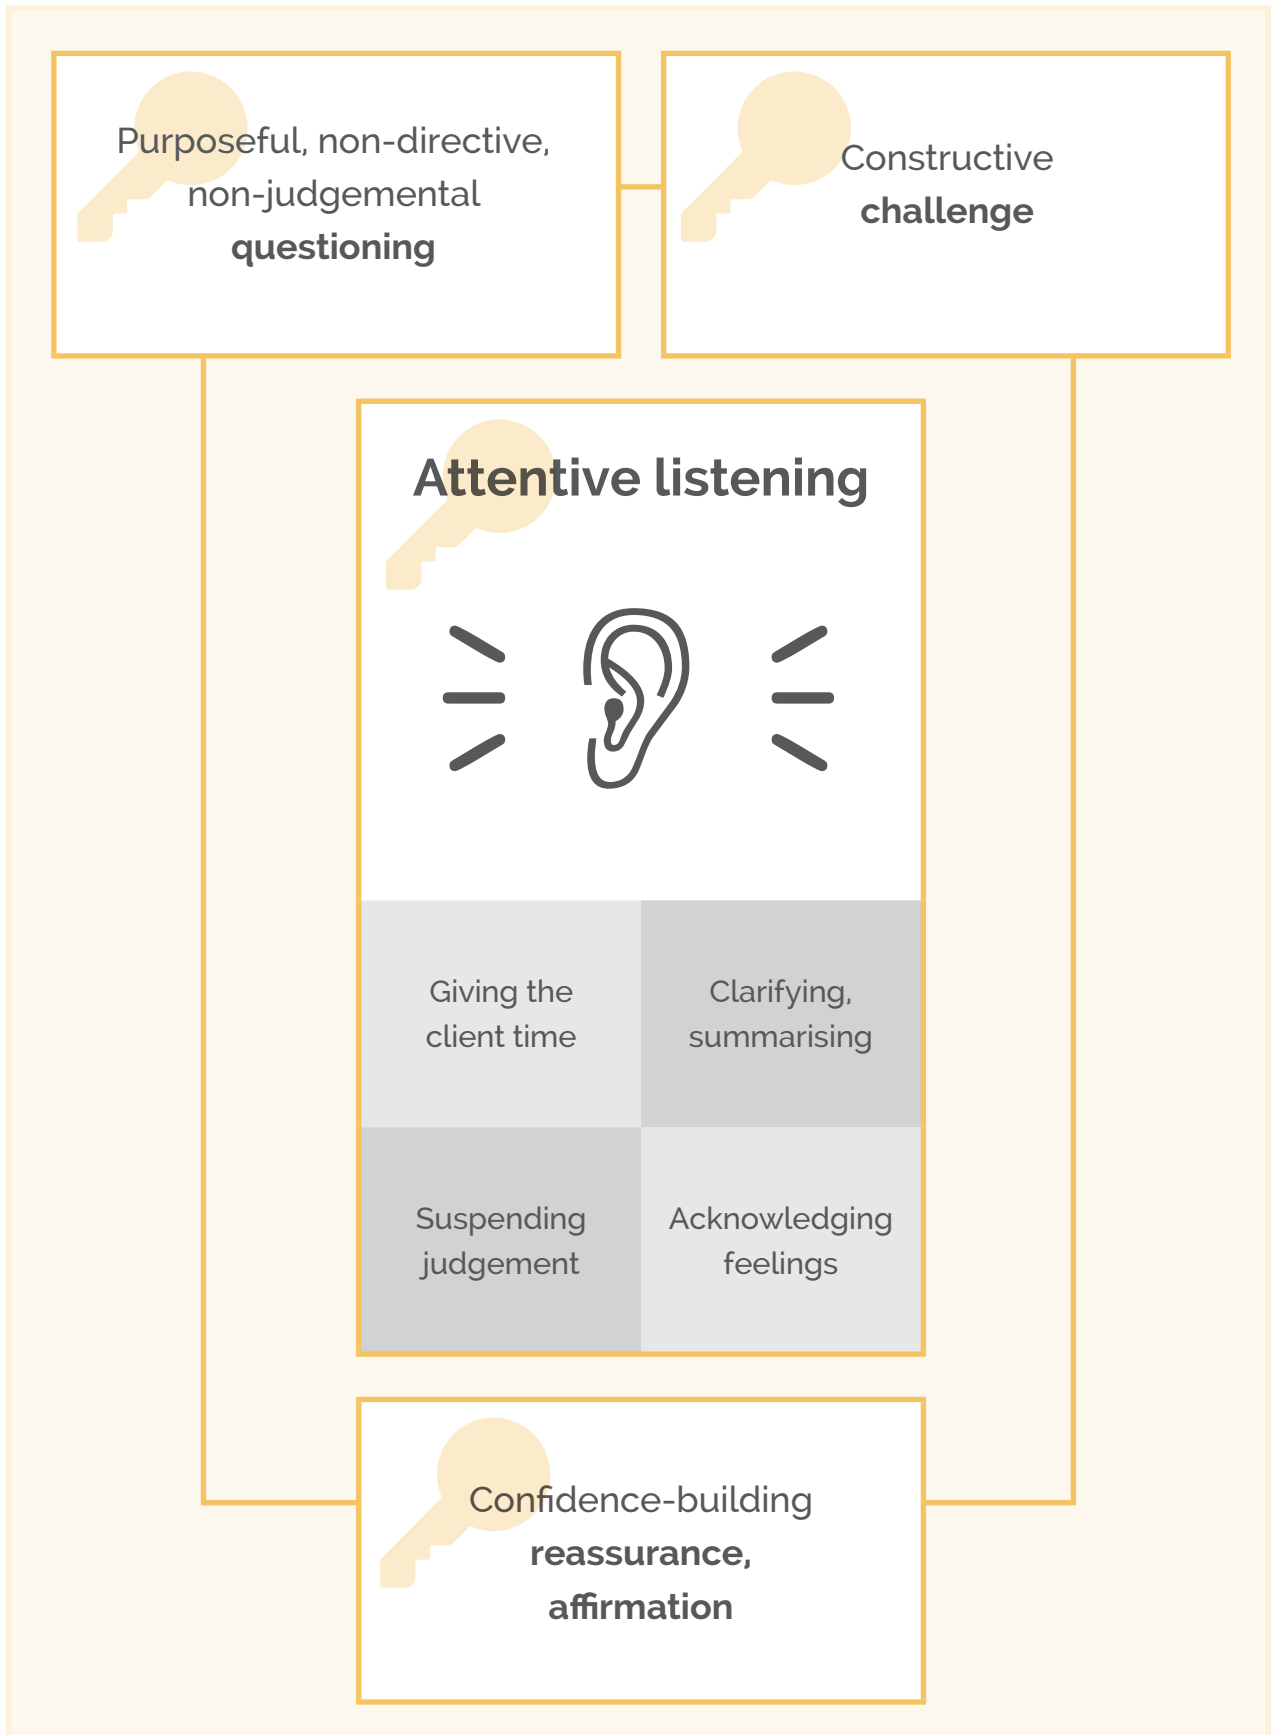 Purposeful, non-directive,
non-judgemental
questioning
Constructive
challenge
Attentive listening
Giving the
client time
Clarifying,
summarising
Suspending
judgement
Acknowledging
feelings
Confidence-building
reassurance,
affirmation